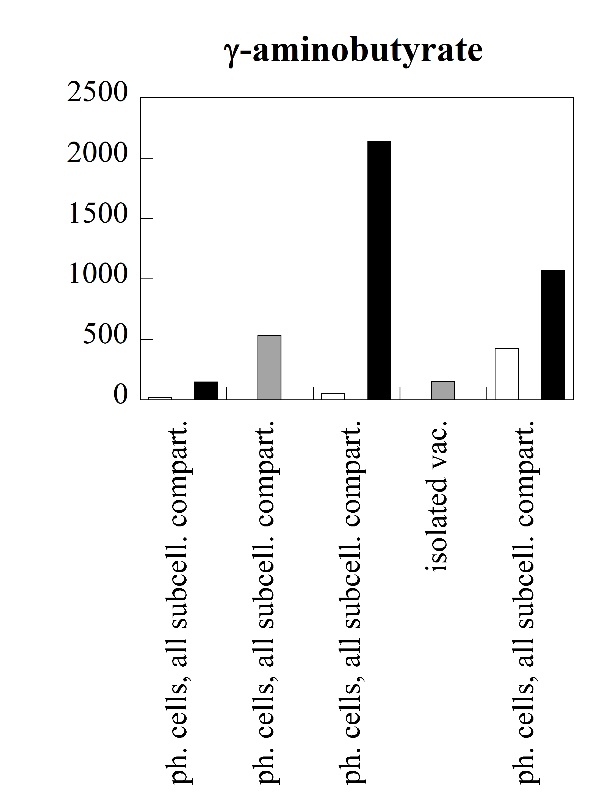 γ-aminobutyrate
2500
2000
1500
1000
500
0
ph. cells, all subcell. compart.
ph. cells, all subcell. compart.
ph. cells, all subcell. compart.
isolated vac.
ph. cells, all subcell. compart.